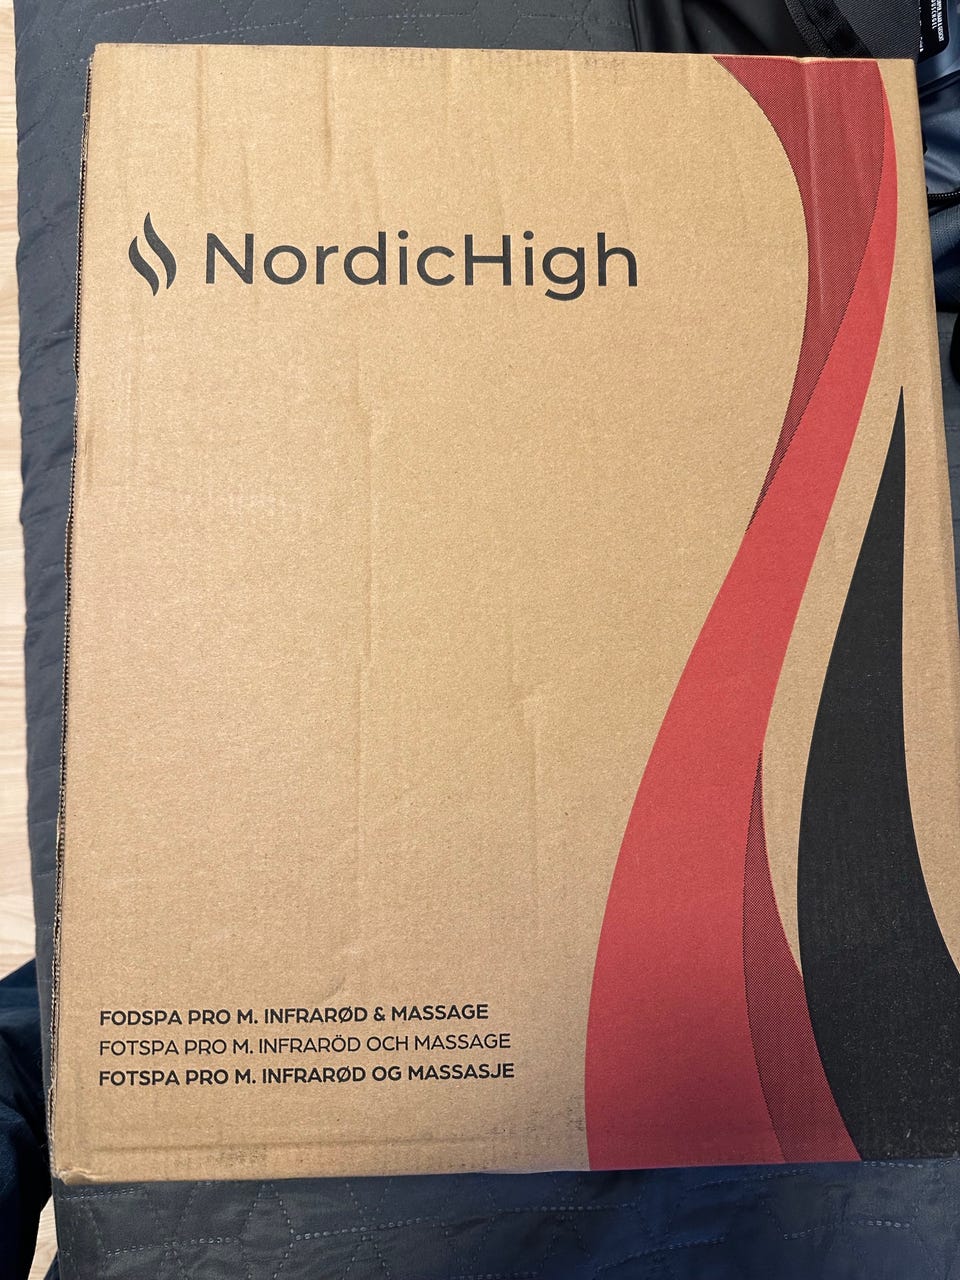 NordicHigh
FODSPA PRO M. INFRARØD & MASSAGE
FOTSPA PRO M. INFRARÖD OCH MASSAGE
FOTSPA PRO M. INFRARØD OG MASSASJE